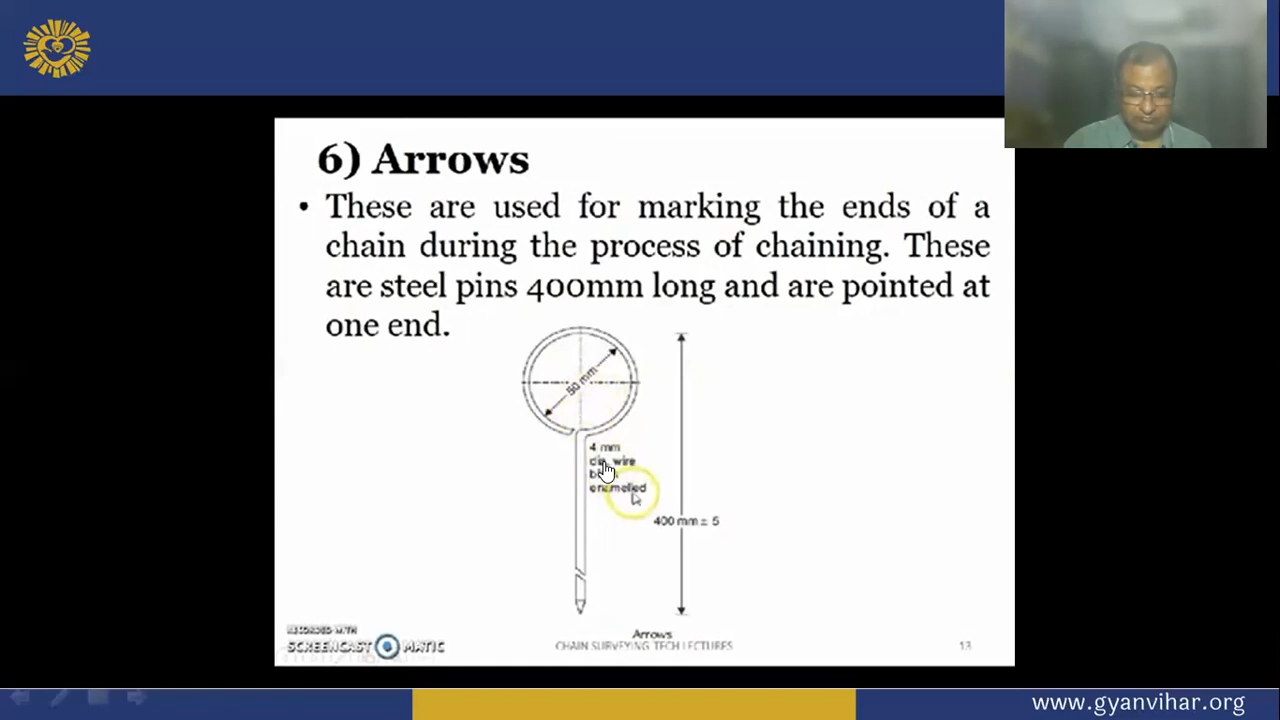 6) Arrows
• These are used for marking the ends of a
chain during the process of chaining. These
are steel pins 400mm long and are pointed at
one end.
50 mm
4 mm
wire
enamelled
400 mm ± 5
Arrows
RECORDED WITH
SCREENCAST MATIC
CHAIN SURVEYING TECH LECTURES
13
www.gyanvihar.org